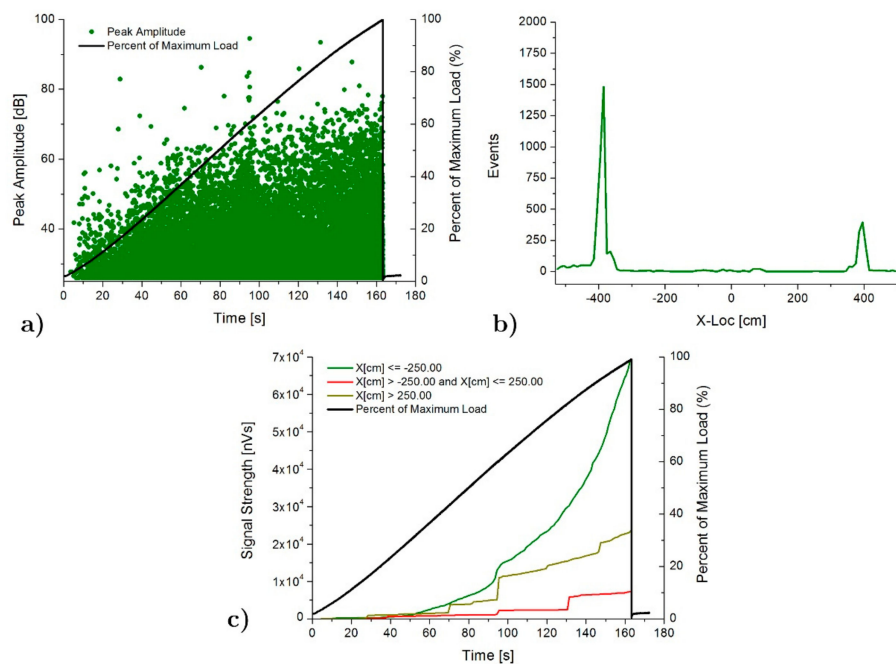 Peak Amplitude
Percent of Maximum Load
100
80
60
40
Peak Amplitude [dB]
100
80
60
40
20
0
Percent of Maximum Load (%)
0 20 40 60 80 100 120 140 160 180
Time [s]
a)
2000
1750
1500
1250
1000
750
500
250
0
Events
-400 -200 0 200 400
X-Loc [cm]
b)
X[cm] <= -250.00
X[cm] > -250.00 and X[cm] <= 250.00
X[cm] > 250.00
Percent of Maximum Load
7x10⁴
6x10⁴
5x10⁴
4x10⁴
3x10⁴
2x10⁴
1x10⁴
0
Signal Strength [nVs]
100
80
60
40
20
0
Percent of Maximum Load (%)
0 20 40 60 80 100 120 140 160 180
Time [s]
c)